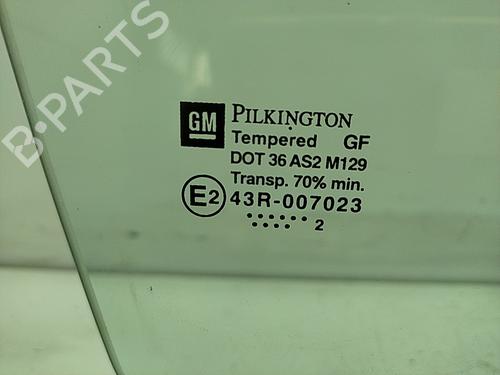 GM PILKINGTON
Tempered GF
DOT 36 AS2 M129
Transp. 70% min.
E2 43R-007023
2
B-PARTS